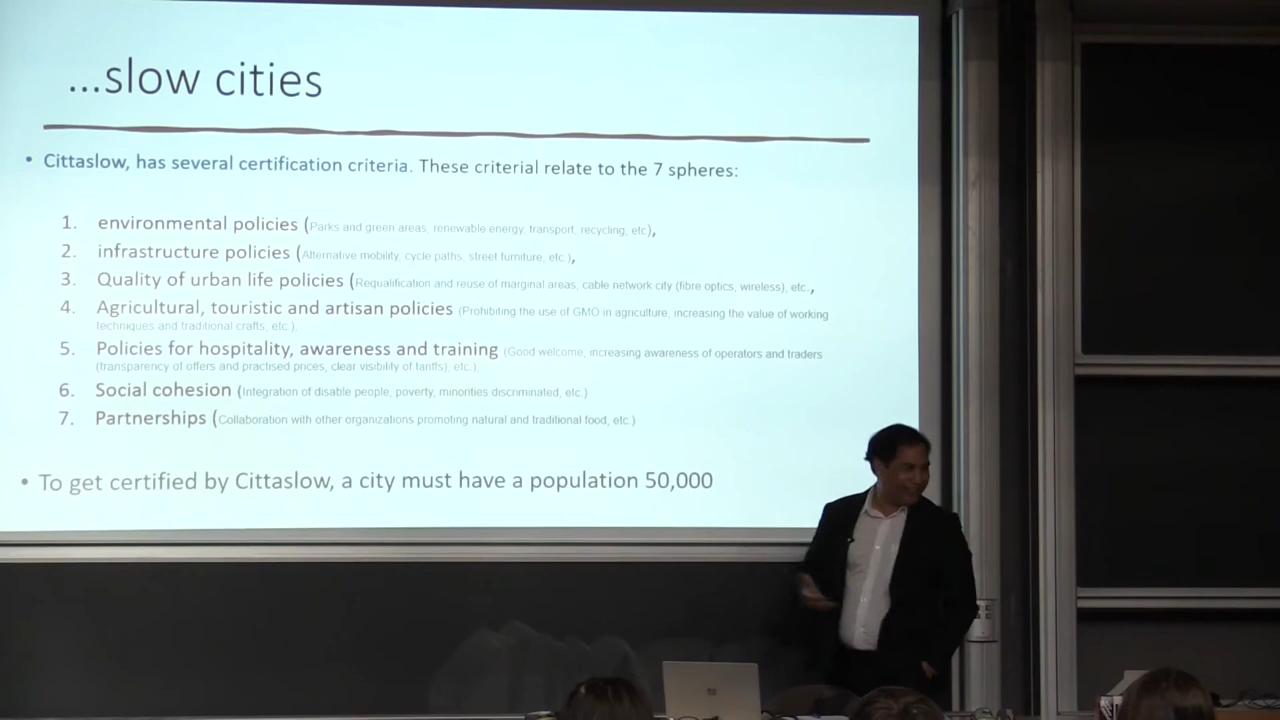 ...slow cities
• Cittaslow, has several certification criteria. These criterial relate to the 7 spheres:
1. environmental policies (Parks and green areas, renewable energy, transport, recycling, etc),
2. infrastructure policies (Alternative mobility, cycle paths, street furniture, etc.),
3. Quality of urban life policies (Requalification and reuse of marginal areas, cable network city (fibre optics, wireless), etc.,
4. Agricultural, touristic and artisan policies (Prohibiting the use of GMO in agriculture, increasing the value of working
techniques and traditional crafts, etc.),
5. Policies for hospitality, awareness and training (Good welcome, increasing awareness of operators and traders
(transparency of offers and practised prices, clear visibility of tariffs), etc.),
6. Social cohesion (Integration of disable people, poverty, minorities discriminated, etc.)
7. Partnerships (Collaboration with other organizations promoting natural and traditional food, etc.)
• To get certified by Cittaslow, a city must have a population 50,000